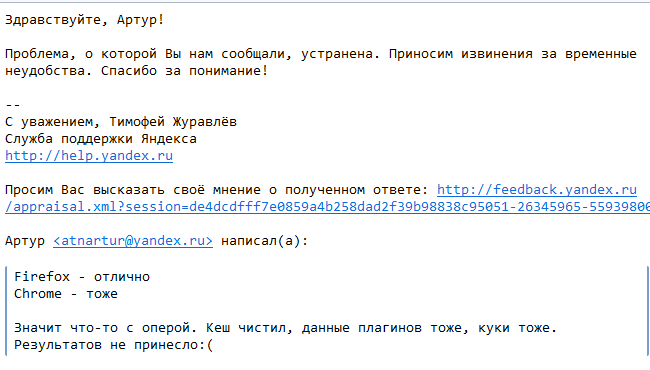 Здравствуйте, Артур!
Проблема, о которой Вы нам сообщали, устранена. Приносим извинения за временные
неудобства. Спасибо за понимание!
--
С уважением, Тимофей Журавлёв
Служба поддержки Яндекса
http://help.yandex.ru
Просим Вас высказать своё мнение о полученном ответе: http://feedback.yandex.ru
/appraisal.xml?session=de4dcdfff7e0859a4b258dad2f39b98838c95051-26345965-55939800
Артур <atnartur@yandex.ru> написал(а):
Firefox - отлично
Chrome - тоже
Значит что-то с оперой. Кеш чистил, данные плагинов тоже, куки тоже.
Результатов не принесло:(